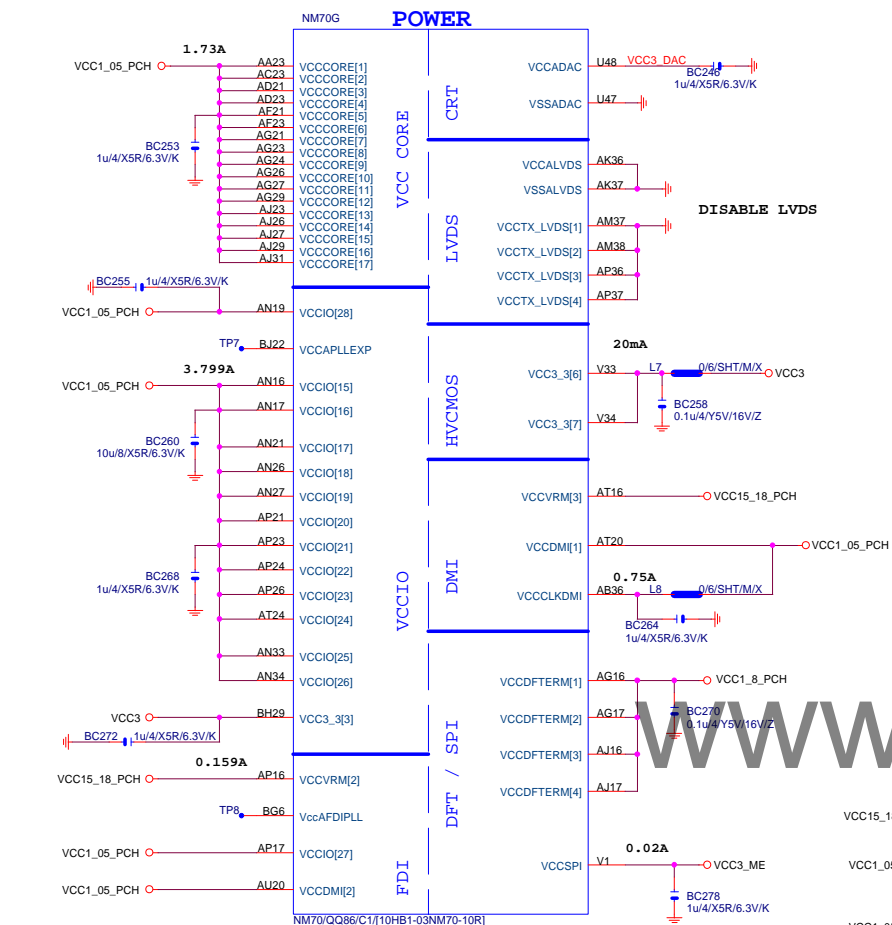 NM70G POWER
1.73A
VCC1_05_PCH AA23 VCCCORE[1] VCCADAC U48 VCC3_DAC
AC23 VCCCORE[2] BC246
AD21 VCCCORE[3] 1u/4/X5R/6.3V/K
AD23 VCCCORE[4] VSSADAC U47
AF21 VCCCORE[5] CRT
AF23 VCCCORE[6]
AG21 VCCCORE[7]
BC253 AG23 VCCCORE[8]
1u/4/X5R/6.3V/K AG24 VCCCORE[9] VCC CORE VCCALVDS AK36
AG26 VCCCORE[10]
AG27 VCCCORE[11] VSSALVDS AK37
AG29 VCCCORE[12]
AJ23 VCCCORE[13] DISABLE LVDS
AJ26 VCCCORE[14] LVDS VCCTX_LVDS[1] AM37
AJ27 VCCCORE[15]
AJ29 VCCCORE[16] VCCTX_LVDS[2] AM38
AJ31 VCCCORE[17]
VCCTX_LVDS[3] AP36
BC255 1u/4/X5R/6.3V/K
VCCTX_LVDS[4] AP37
VCC1_05_PCH AN19 VCCIO[28]
20mA
TP7 BJ22 VCCAPLLEXP
3.799A VCC3_3[6] V33 L7 0/6/SHT/M/X VCC3
VCC1_05_PCH AN16 VCCIO[15]
BC258
0.1u/4/Y5V/16V/Z
AN17 VCCIO[16] HVCMOS VCC3_3[7] V34
BC260
10u/8/X5R/6.3V/K AN21 VCCIO[17]
AN26 VCCIO[18]
AN27 VCCIO[19] VCCVRM[3] AT16 VCC15_18_PCH
AP21 VCCIO[20]
AP23 VCCIO[21] VCCDMI[1] AT20 VCC1_05_PCH
AP24 VCCIO[22] DMI
BC268 0.75A
1u/4/X5R/6.3V/K AP26 VCCIO[23] VCCIO VCCCLKDMI AB36 L8 0/6/SHT/M/X
AT24 VCCIO[24] BC264
1u/4/X5R/6.3V/K
AN33 VCCIO[25]
AN34 VCCIO[26] VCCDFTERM[1] AG16 VCC1_8_PCH
VCC3 BH29 VCC3_3[3] VCCDFTERM[2] AG17 BC270
0.1u/4/Y5V/16V/Z
www
BC272 1u/4/X5R/6.3V/K
VCCDFTERM[3] AJ16
0.159A DFT / SPI
VCC15_18_PCH AP16 VCCVRM[2] VCCDFTERM[4] AJ17
TP8 BG6 VccAFDIPLL VCC15_1
0.02A
VCC1_05_PCH AP17 VCCIO[27] VCCSPI V1 VCC3_ME VCC1_05
FDI
VCC1_05_PCH AU20 VCCDMI[2] BC278
1u/4/X5R/6.3V/K
NM70/QQ86/C1/[10HB1-03NM70-10R]